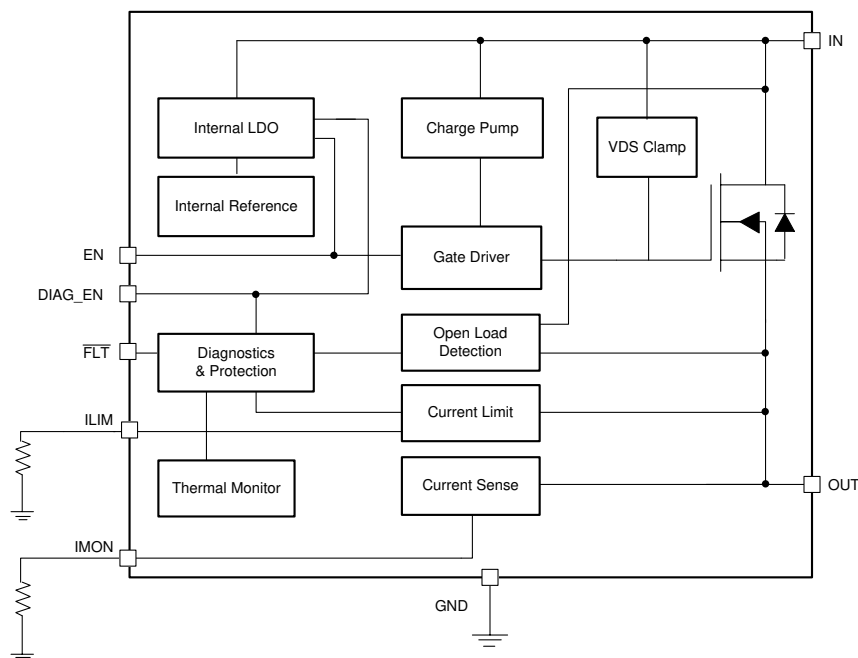 IN
Internal LDO
Charge Pump
VDS Clamp
Internal Reference
EN
Gate Driver
DIAG_EN
FLT
Diagnostics
& Protection
Open Load
Detection
ILIM
Current Limit
Thermal Monitor
Current Sense
OUT
IMON
GND